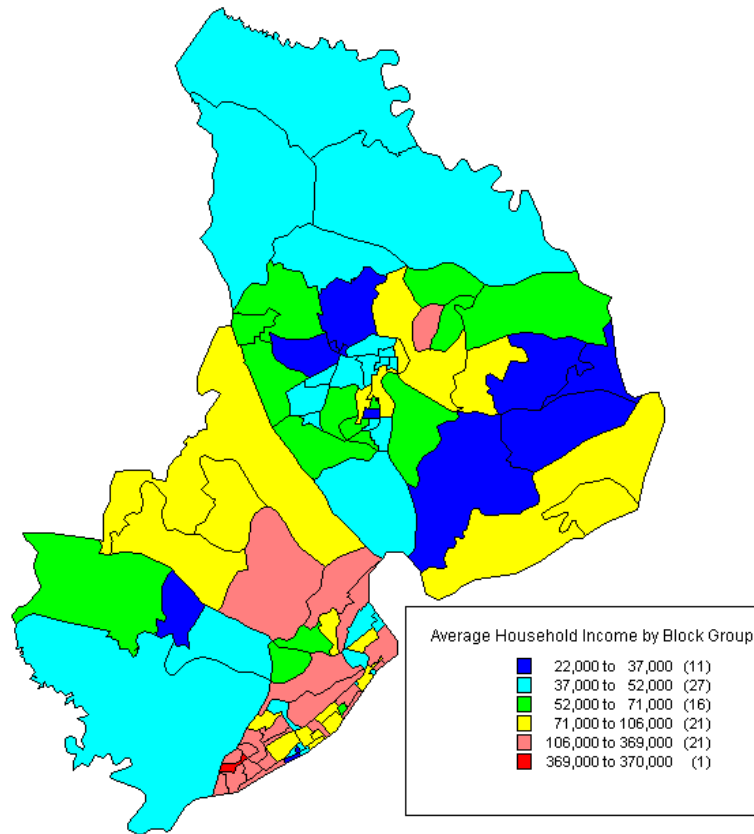 Average Household Income by Block Group
22,000 to 37,000 (11)
37,000 to 52,000 (27)
52,000 to 71,000 (16)
71,000 to 106,000 (21)
106,000 to 369,000 (21)
369,000 to 370,000 (1)